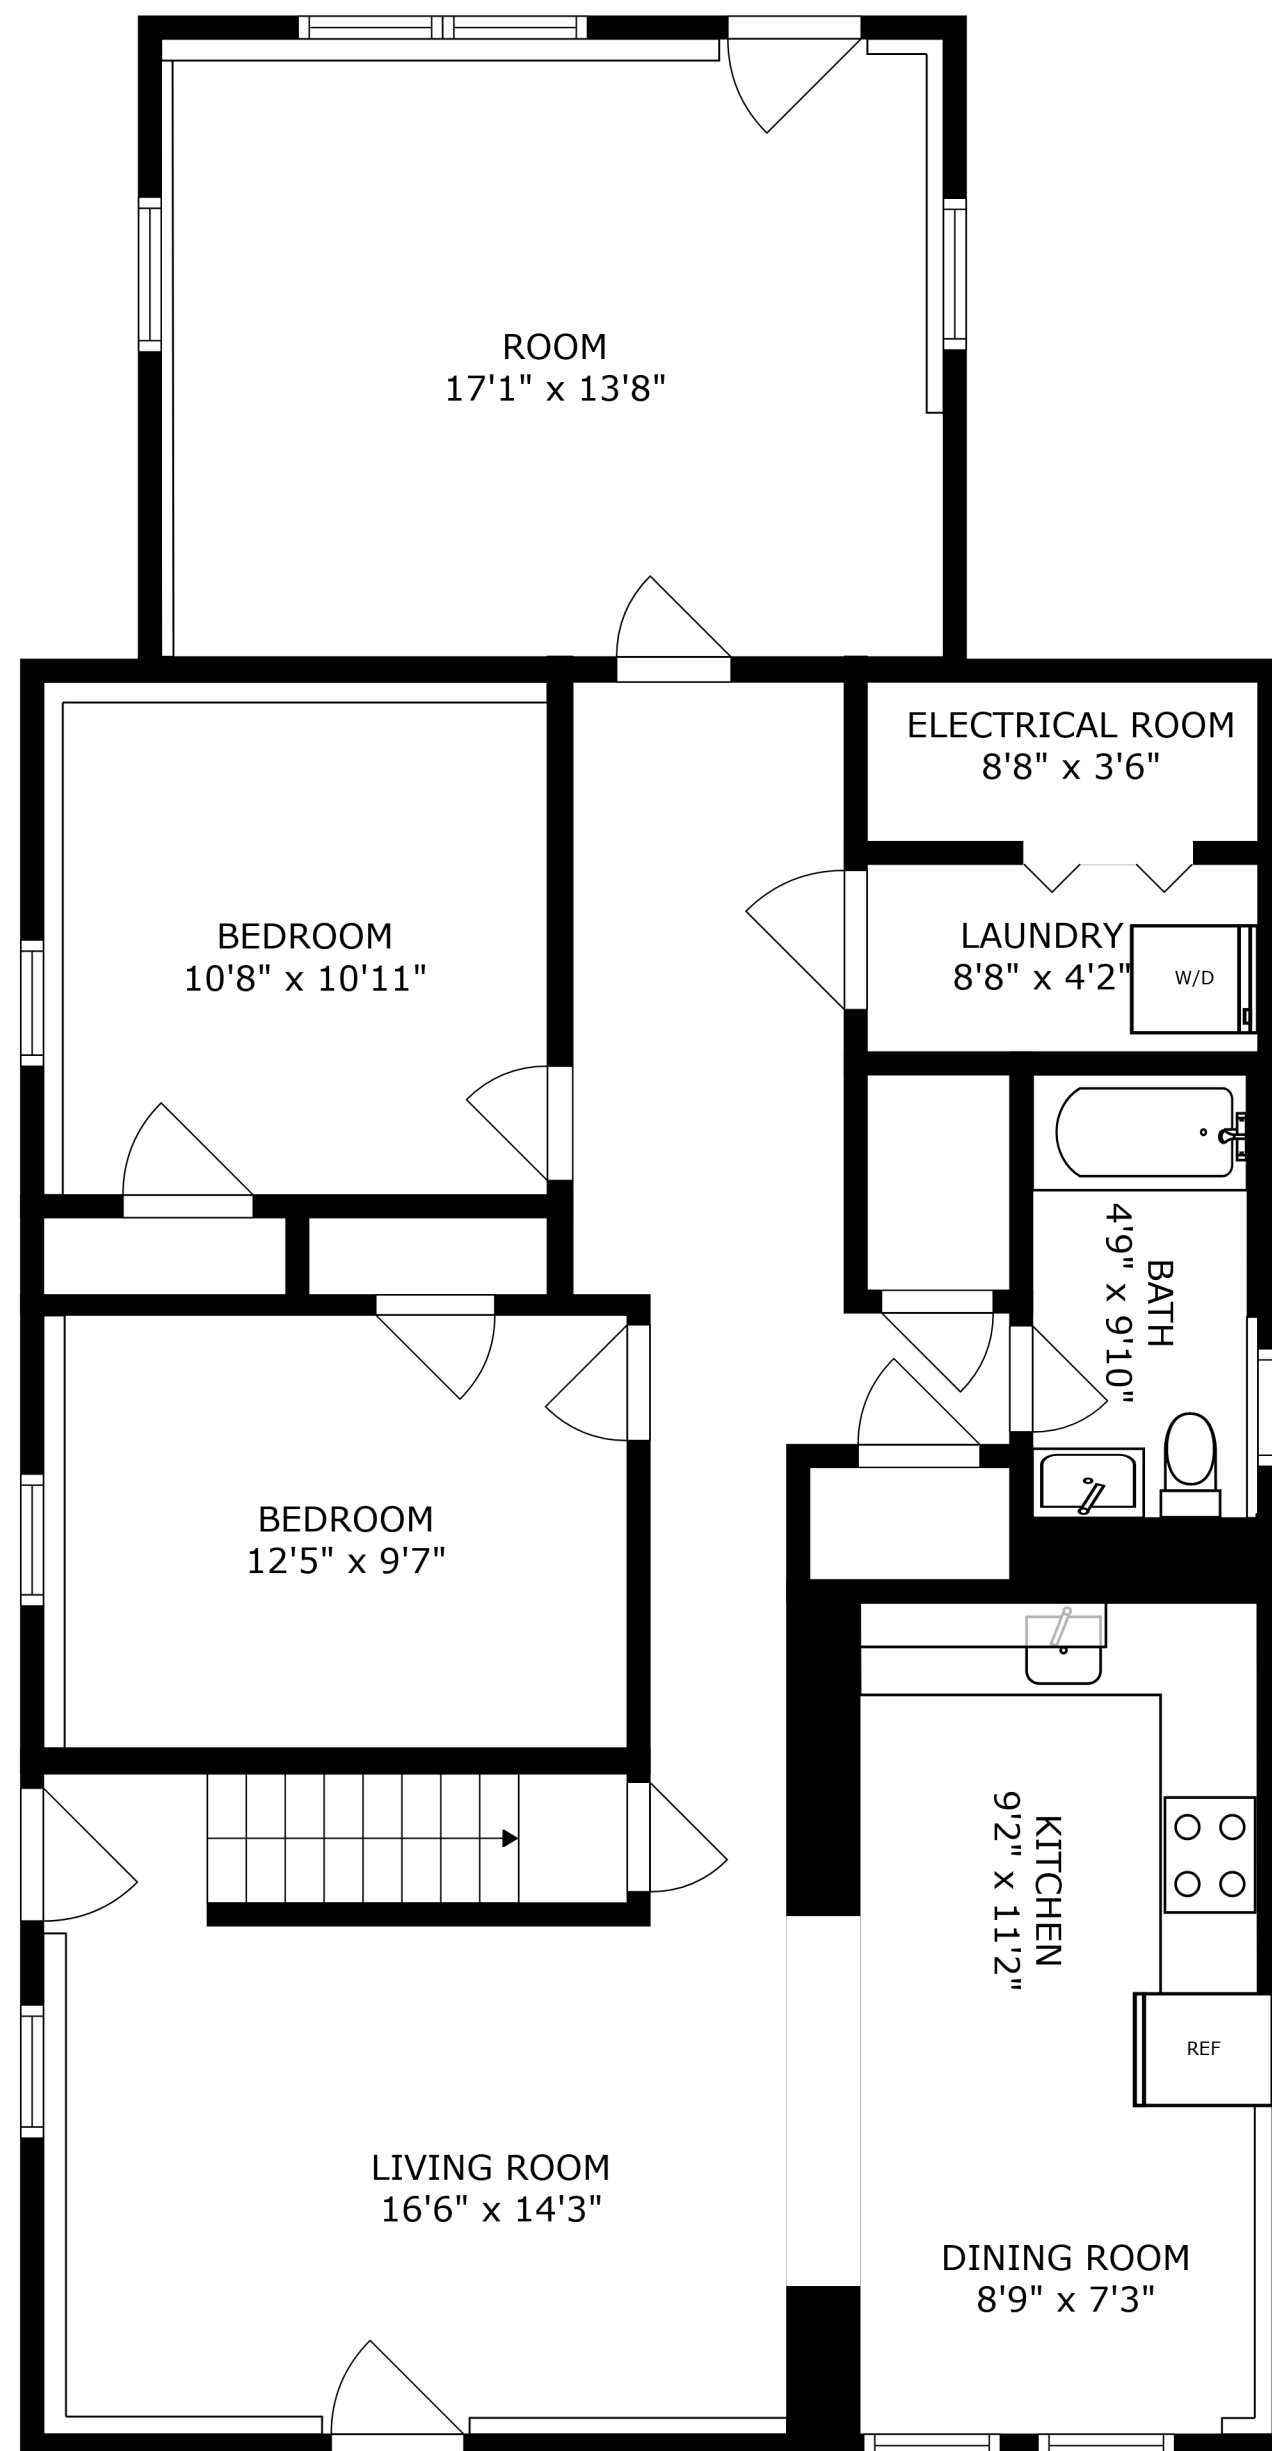 ROOM
17'1" x 13'8"
ELECTRICAL ROOM
8'8" x 3'6"
BEDROOM
10'8" x 10'11"
LAUNDRY
8'8" x 4'2"
W/D
BATH
4'9" x 9'10"
BEDROOM
12'5" x 9'7"
KITCHEN
9'2" x 11'2"
REF
LIVING ROOM
16'6" x 14'3"
DINING ROOM
8'9" x 7'3"